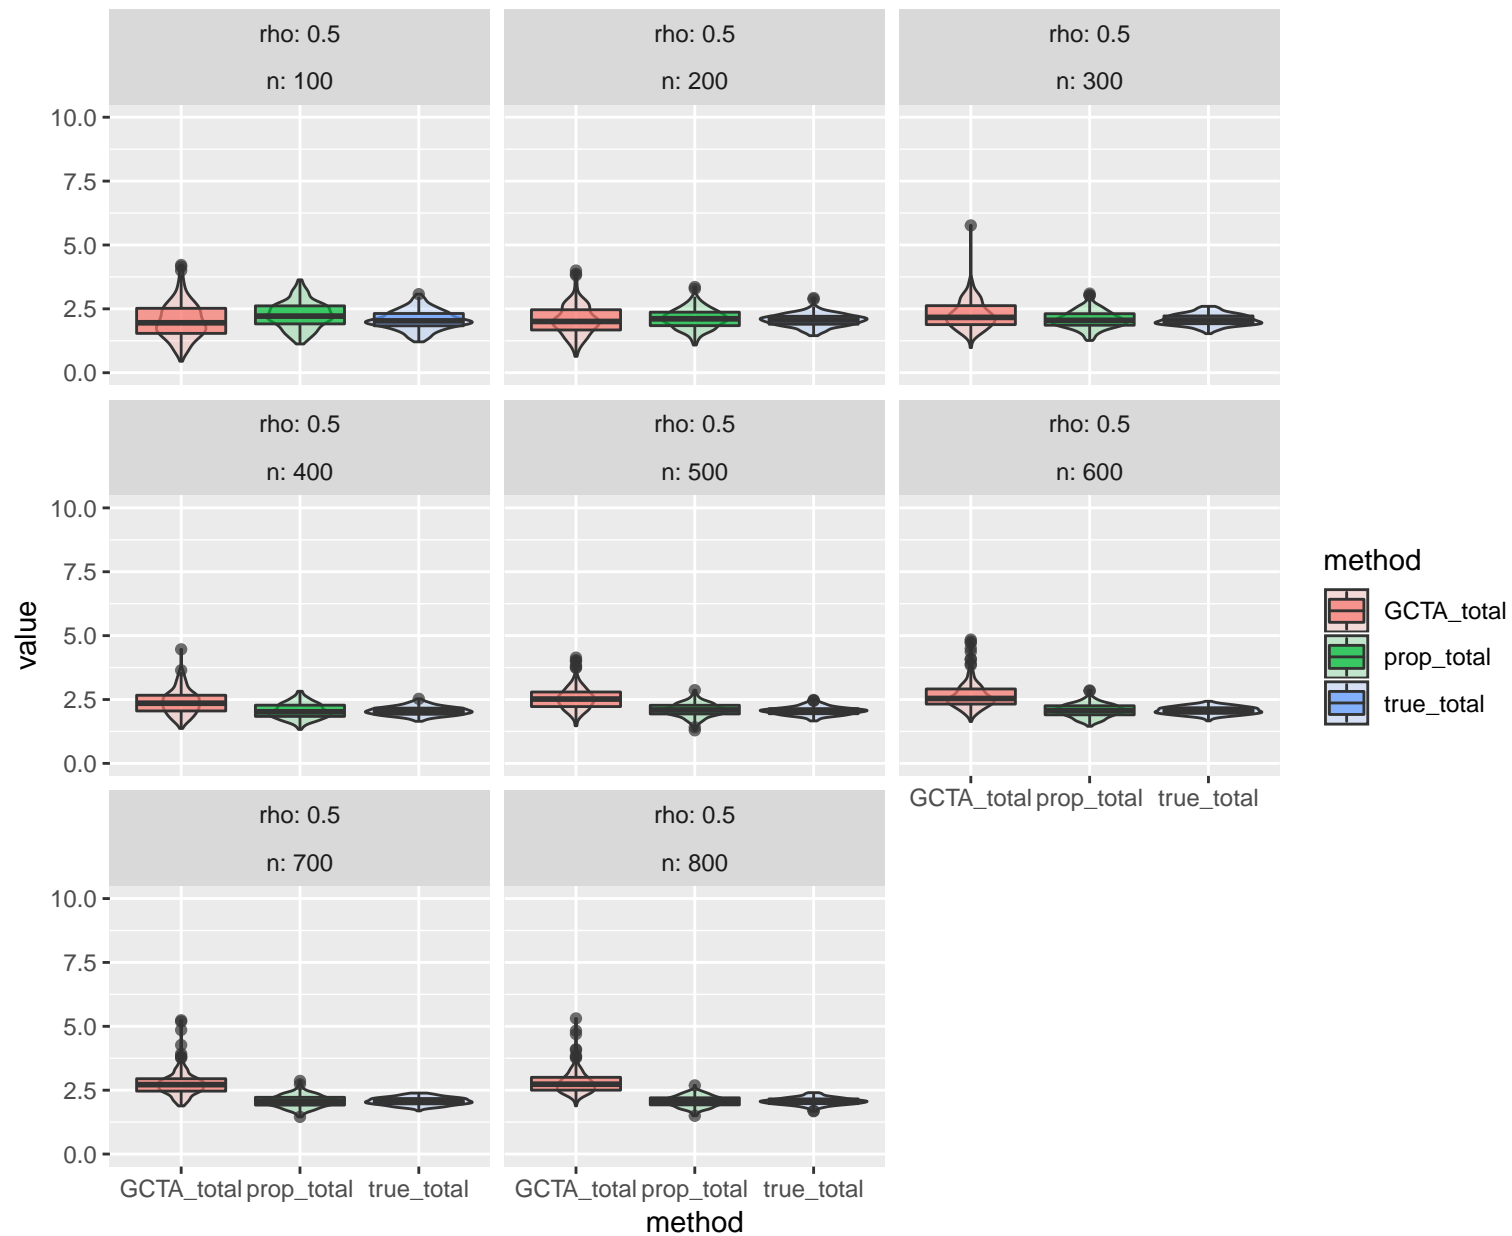 rho: 0.5
rho: 0.5
rho: 0.5
n: 100
n: 200
n: 300
10.0
7.5
5.0
2.5
0.0
rho: 0.5
rho: 0.5
rho: 0.5
n: 400
n: 500
n: 600
10.0
7.5
5.0
2.5
0.0
GCTA_total prop_total true_total
rho: 0.5
rho: 0.5
n: 700
n: 800
10.0
7.5
5.0
2.5
0.0
GCTA_total prop_total true_total
GCTA_total prop_total true_total
method
value
method
GCTA_total
prop_total
true_total